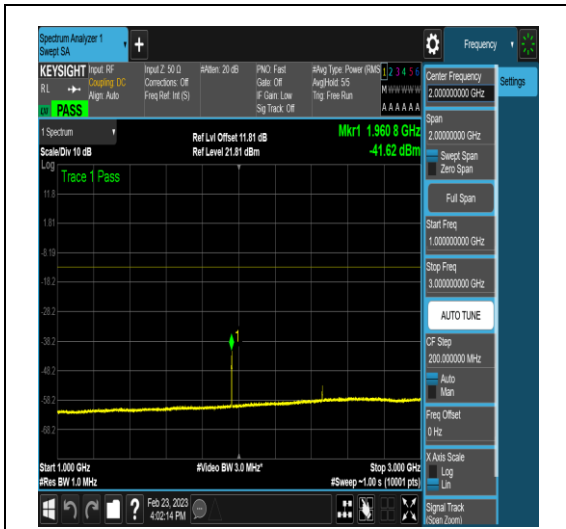 Spectrum Analyzer 1
Swept SA
+
Frequency
KEYSIGHT
Input: RF
Input Z: 50 Ω
#Atten: 20 dB
PNO: Fast
#Avg Type: Power (RMS
1 2 3 4 5 6
RL
Coupling: DC
Corrections: Off
Gate: Off
Avg|Hold: 5/5
M W W W W W
Align: Auto
Freq Ref: Int (S)
IF Gain: Low
Trig: Free Run
Sig Track: Off
A A A A A A
PASS
Center Frequency
2.000000000 GHz
Settings
Span
2.00000000 GHz
Swept Span
Zero Span
Full Span
Start Freq
1.000000000 GHz
Stop Freq
3.000000000 GHz
AUTO TUNE
CF Step
200.000000 MHz
Auto
Man
Freq Offset
0 Hz
X Axis Scale
Log
Lin
Signal Track
(Span Zoom)
1 Spectrum
Ref Lvl Offset 11.81 dB
Mkr1 1.960 8 GHz
Scale/Div 10 dB
Ref Level 21.81 dBm
-41.62 dBm
Log
Trace 1 Pass
11.8
1.81
-8.19
-18.2
-28.2
1
-38.2
-48.2
-58.2
-68.2
Start 1.000 GHz
#Video BW 3.0 MHz*
Stop 3.000 GHz
#Res BW 1.0 MHz
#Sweep ~1.00 s (10001 pts)
?
Feb 23, 2023
4:02:14 PM